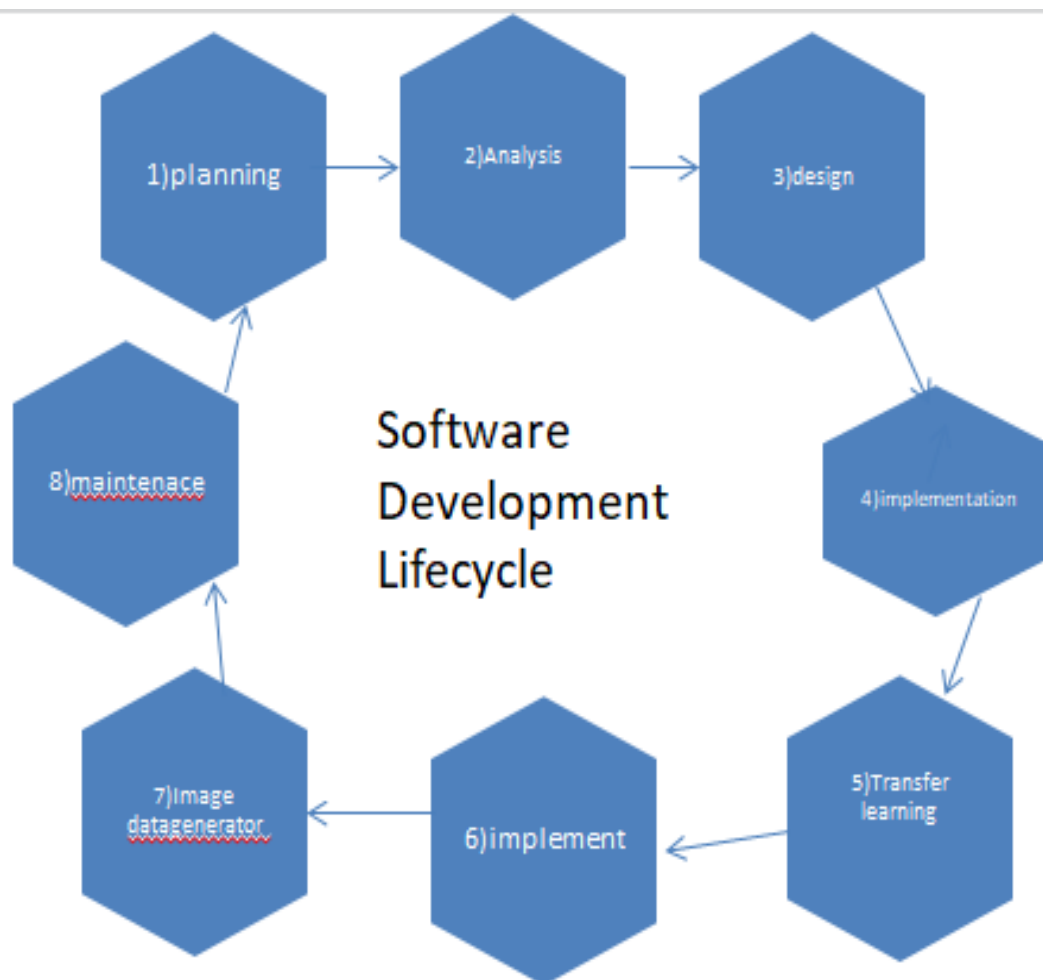 1)planning
2)Analysis
3)design
4)implementation
5)Transfer
learning
6)implement
7)Image
datagenerator
8)maintenace
Software
Development
Lifecycle